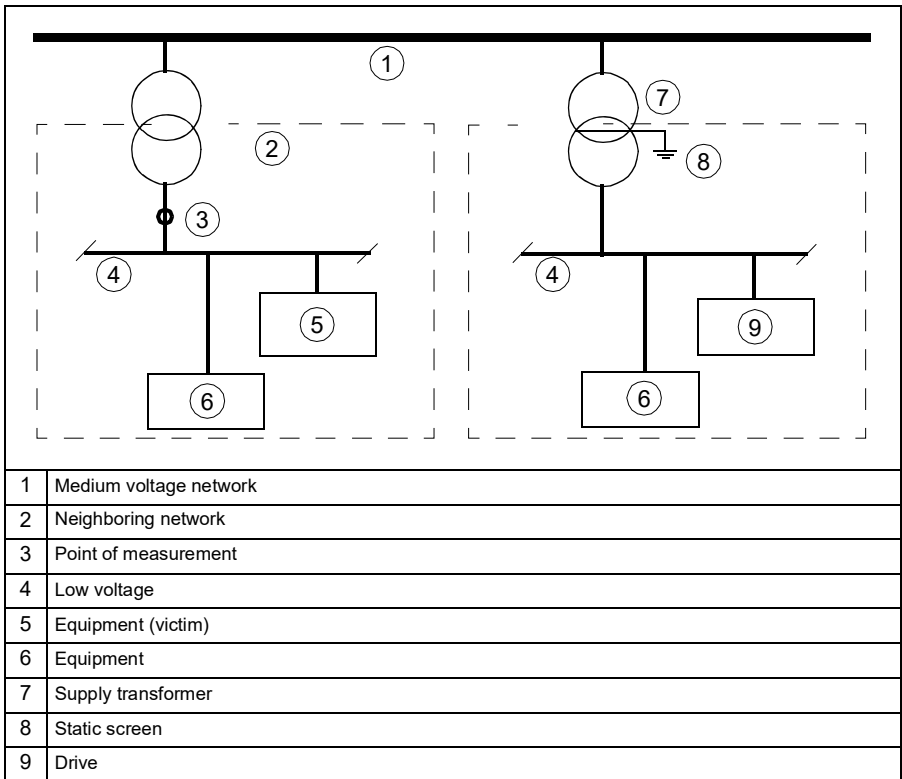 1
7
2
8
3
4
4
5
9
6
6
1 Medium voltage network
2 Neighboring network
3 Point of measurement
4 Low voltage
5 Equipment (victim)
6 Equipment
7 Supply transformer
8 Static screen
9 Drive